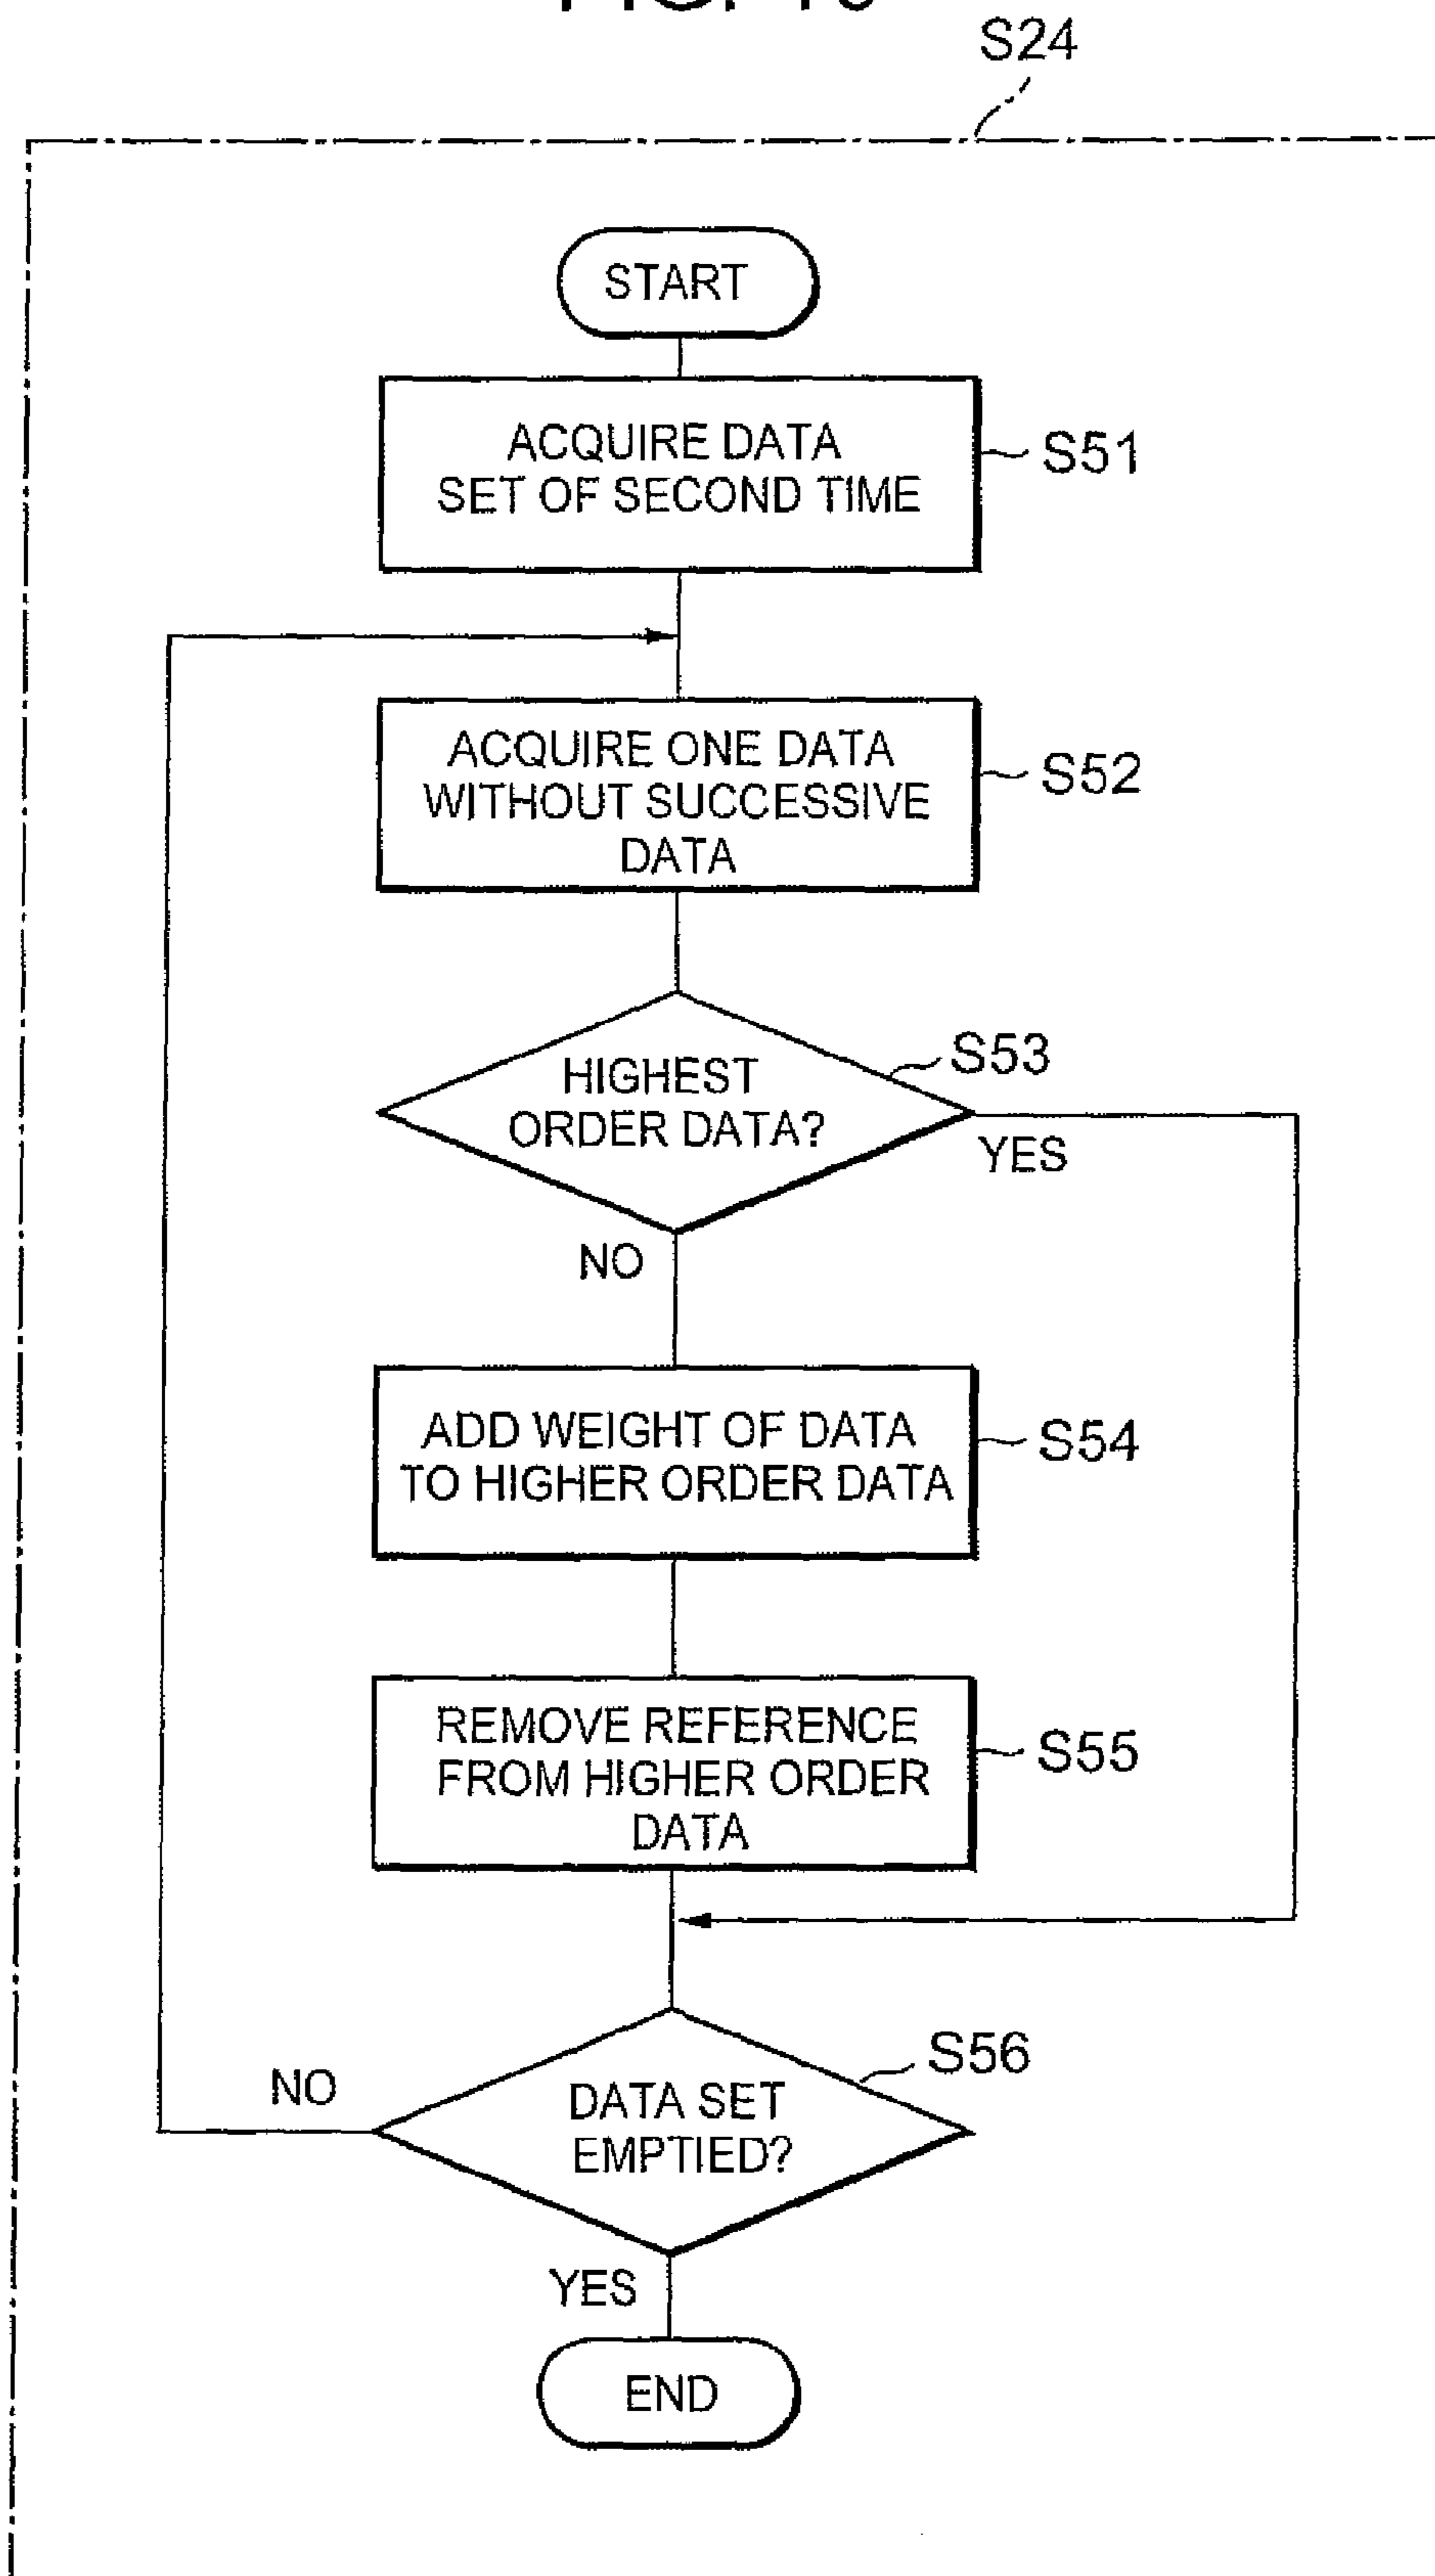 S24
START
ACQUIRE DATA
SET OF SECOND TIME
S51
ACQUIRE ONE DATA
WITHOUT SUCCESSIVE
DATA
S52
HIGHEST
ORDER DATA?
S53
YES
NO
ADD WEIGHT OF DATA
TO HIGHER ORDER DATA
S54
REMOVE REFERENCE
FROM HIGHER ORDER
DATA
S55
DATA SET
EMPTIED?
S56
NO
YES
END